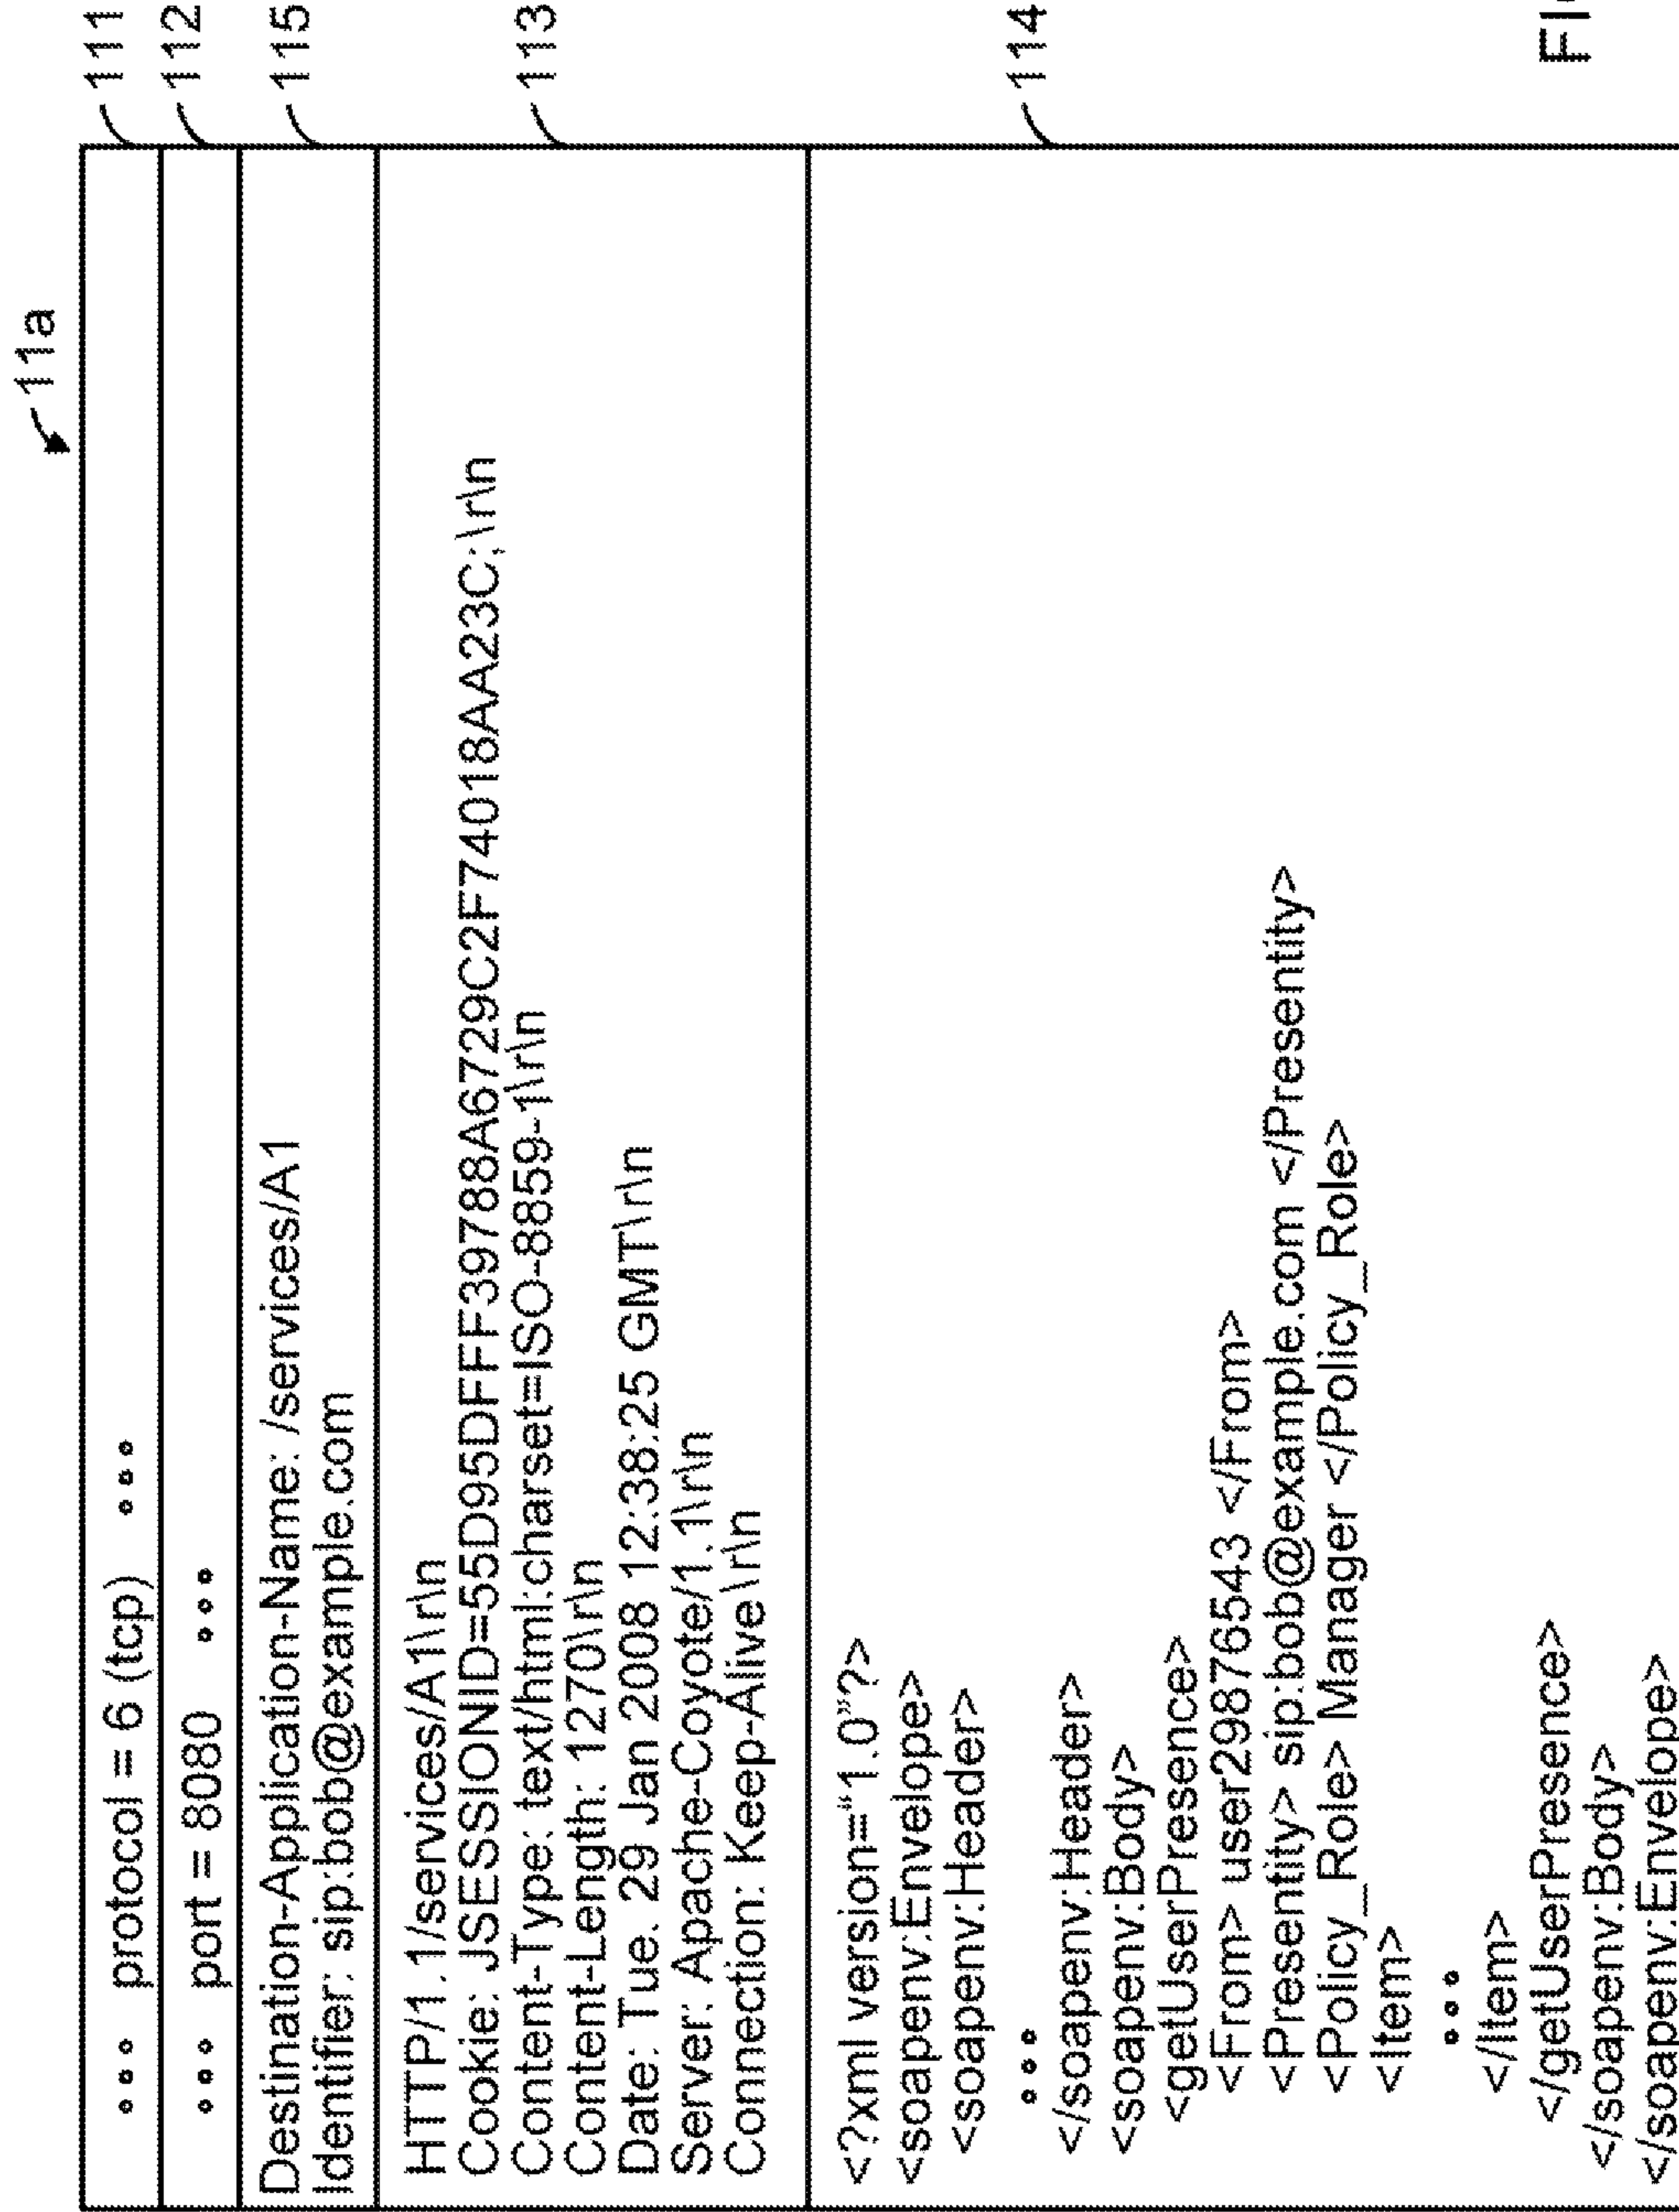 11a
••• protocol = 6 (tcp) ••• 111
••• port = 8080 ••• 112
Destination-Application-Name: /services/A1 115
Identifier: sip:bob@example.com
HTTP/1.1/services/A1\r\n
Cookie: JSESSIONID=55D95DFFF39788A6729C2F74018AA23C;\r\n 113
Content-Type: text/html:charset=ISO-8859-1\r\n
Content-Length: 1270\r\n
Date: Tue. 29 Jan 2008 12:38:25 GMT\r\n
Server: Apache-Coyote/1.1\r\n
Connection: Keep-Alive\r\n
<?xml version="1.0"?>
<soapenv:Envelope>
<soapenv:Header>
••• 114
</soapenv:Header>
<soapenv:Body>
<getUserPresence>
<From> user29876543 </From>
<Presentity> sip:bob@example.com </Presentity>
<Policy_Role> Manager </Policy_Role>
<Item>
•••
</Item>
</getUserPresence>
</soapenv:Body>
</soapenv:Envelope>